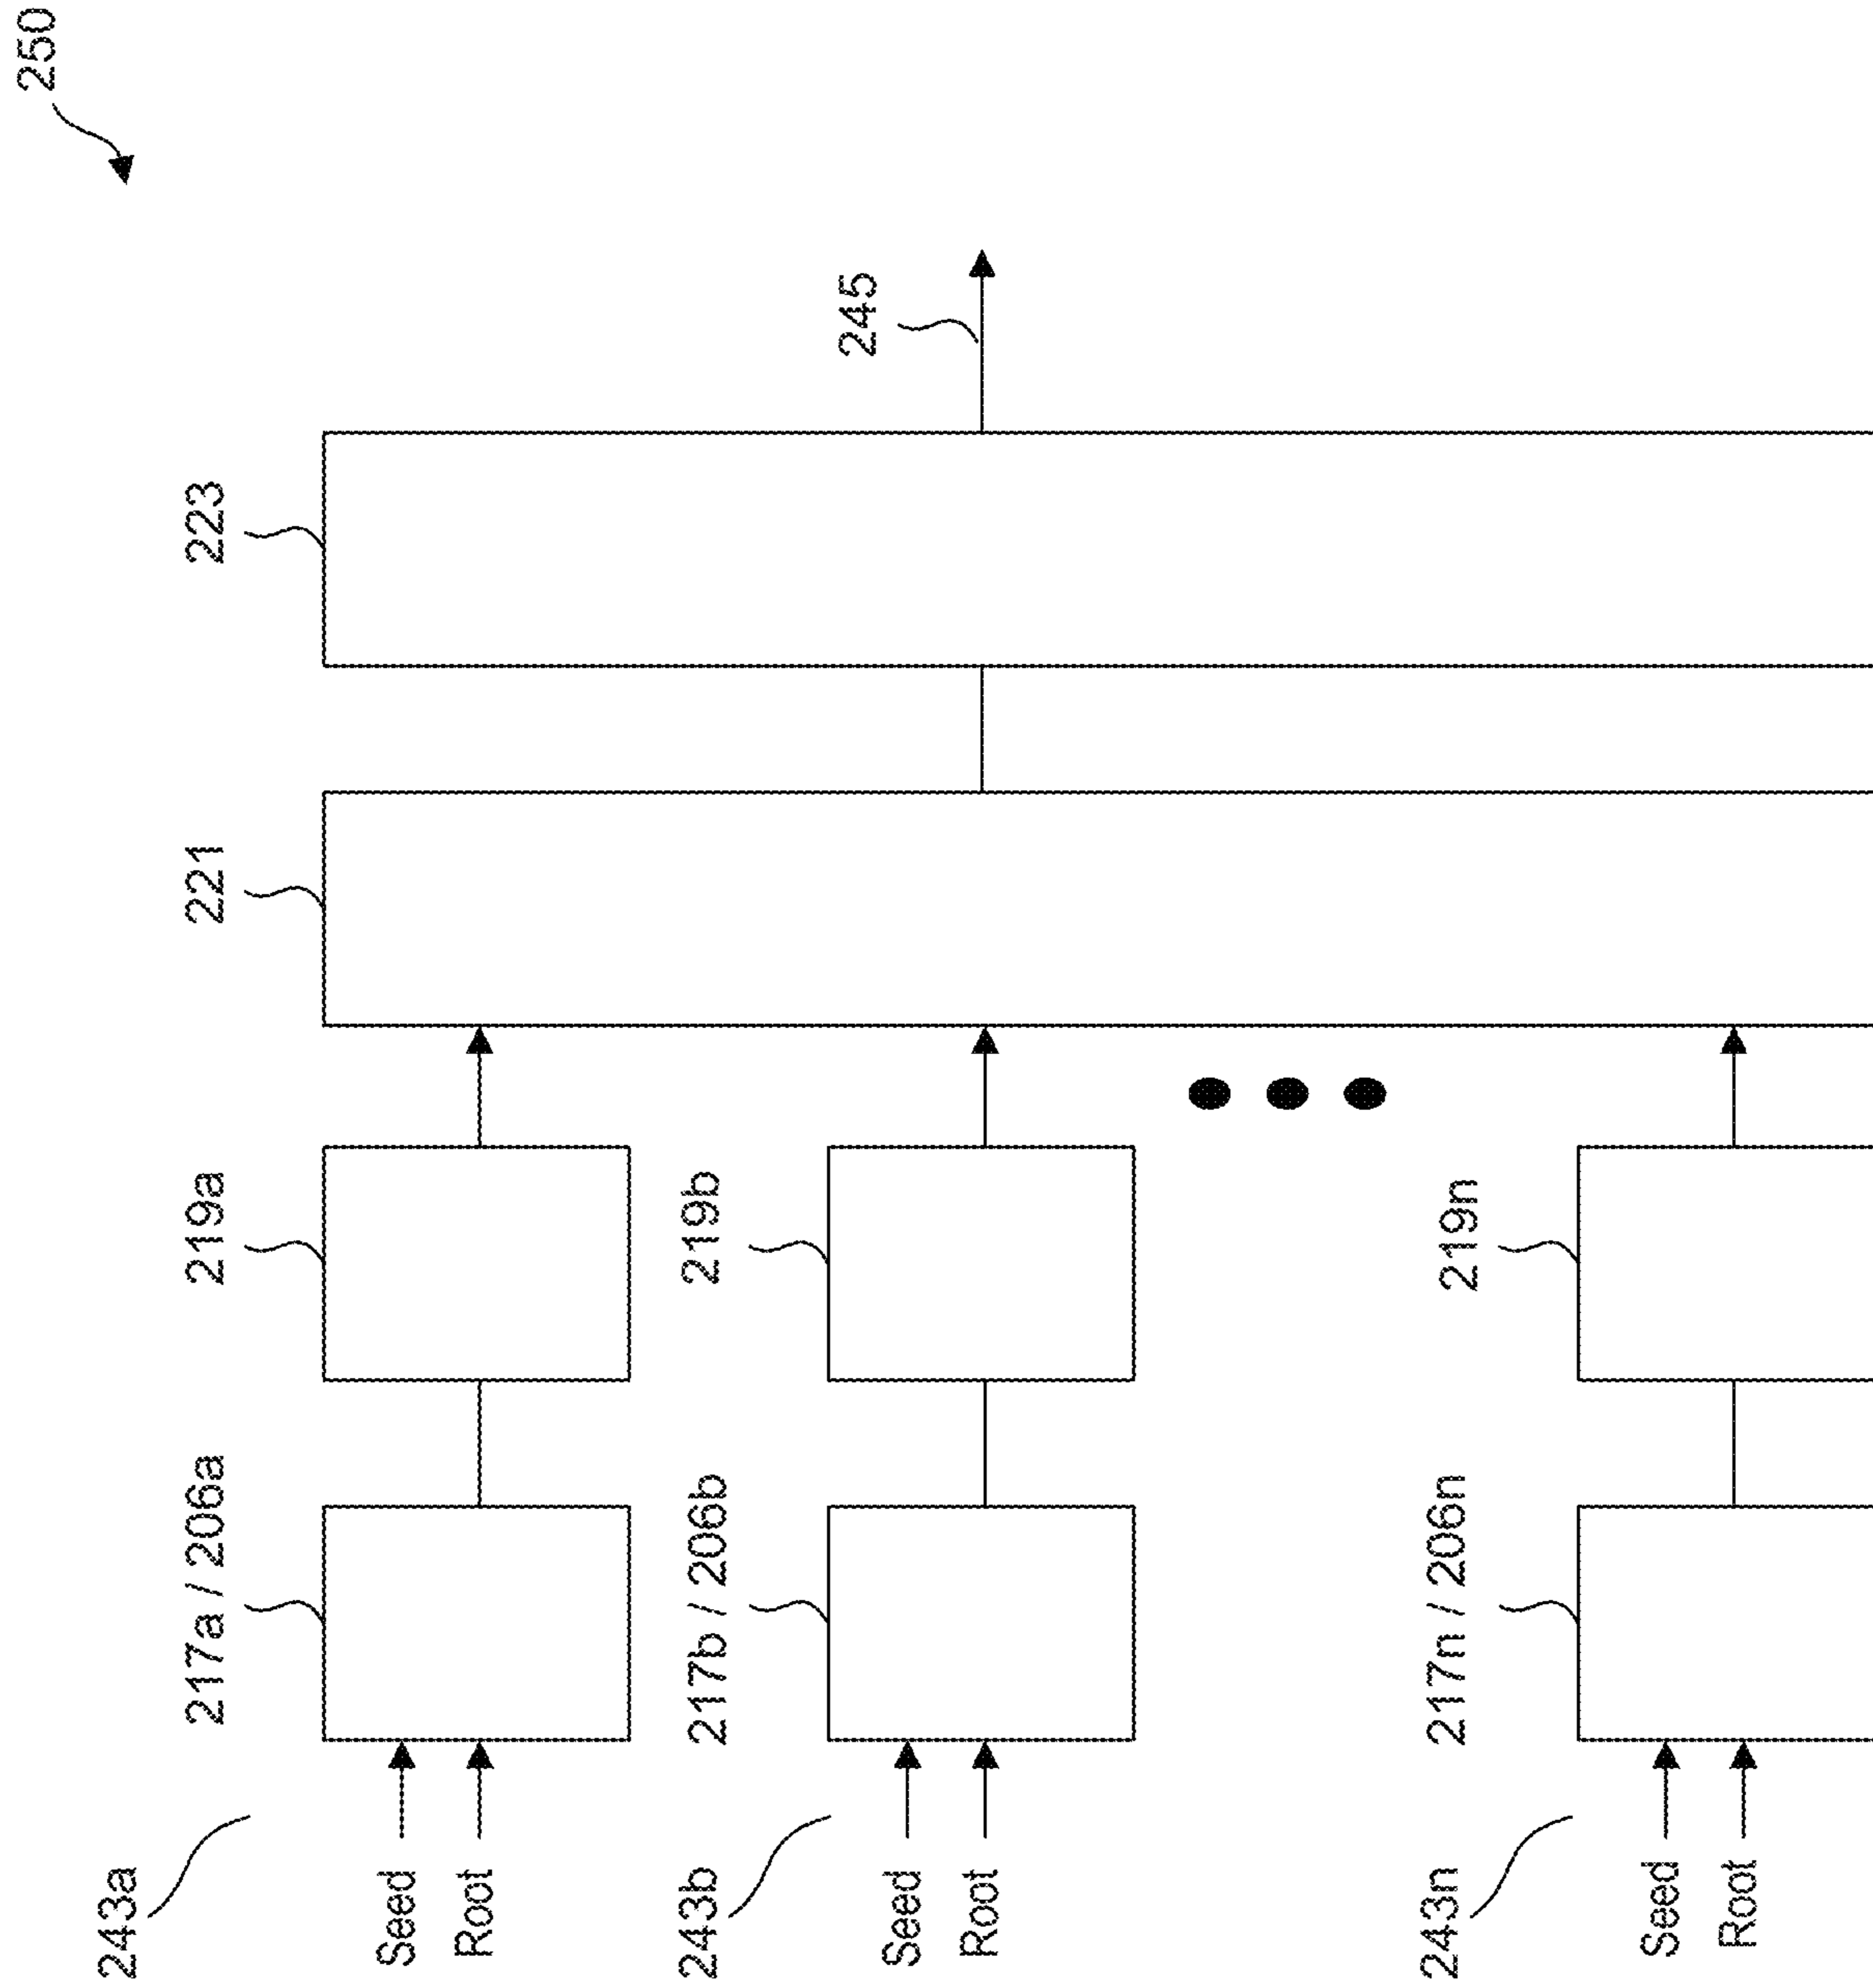 250
243a
Seed
Root
217a / 206a
219a
221
223
243b
Seed
Root
217b / 206b
219b
245
243n
Seed
Root
217n / 206n
219n